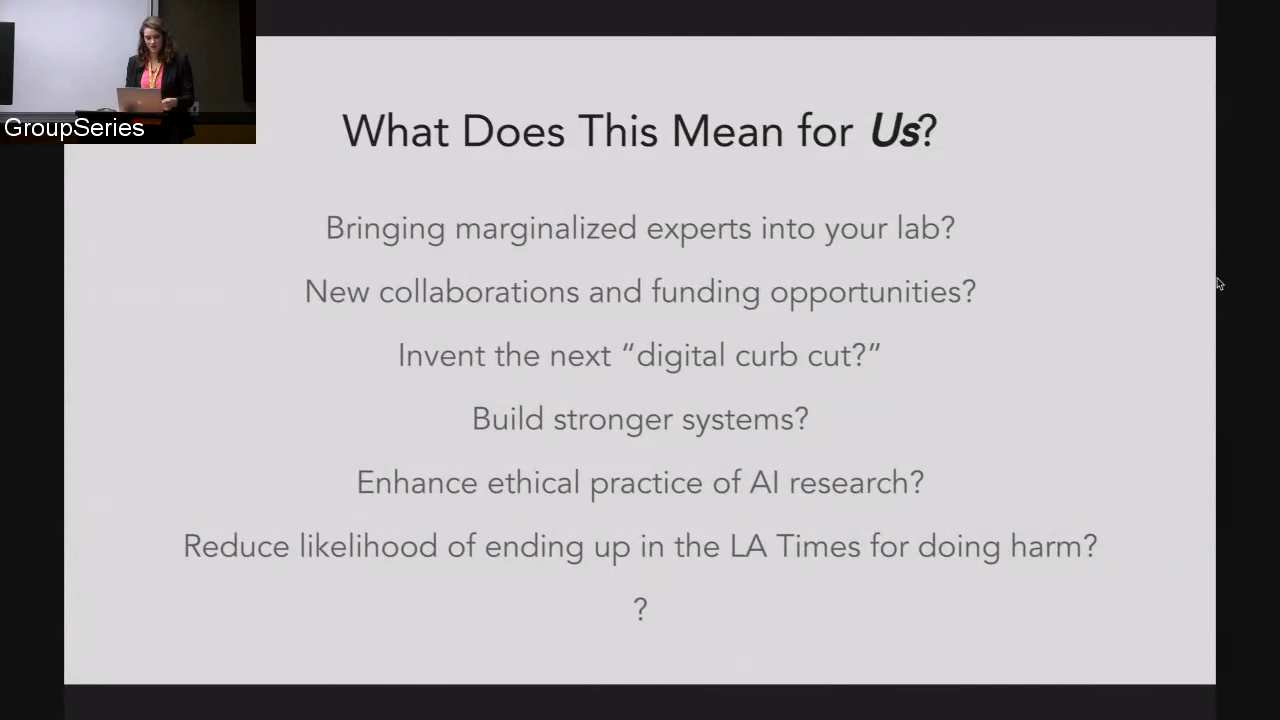 GroupSeries
What Does This Mean for Us?
Bringing marginalized experts into your lab?
New collaborations and funding opportunities?
Invent the next “digital curb cut?”
Build stronger systems?
Enhance ethical practice of AI research?
Reduce likelihood of ending up in the LA Times for doing harm?
?